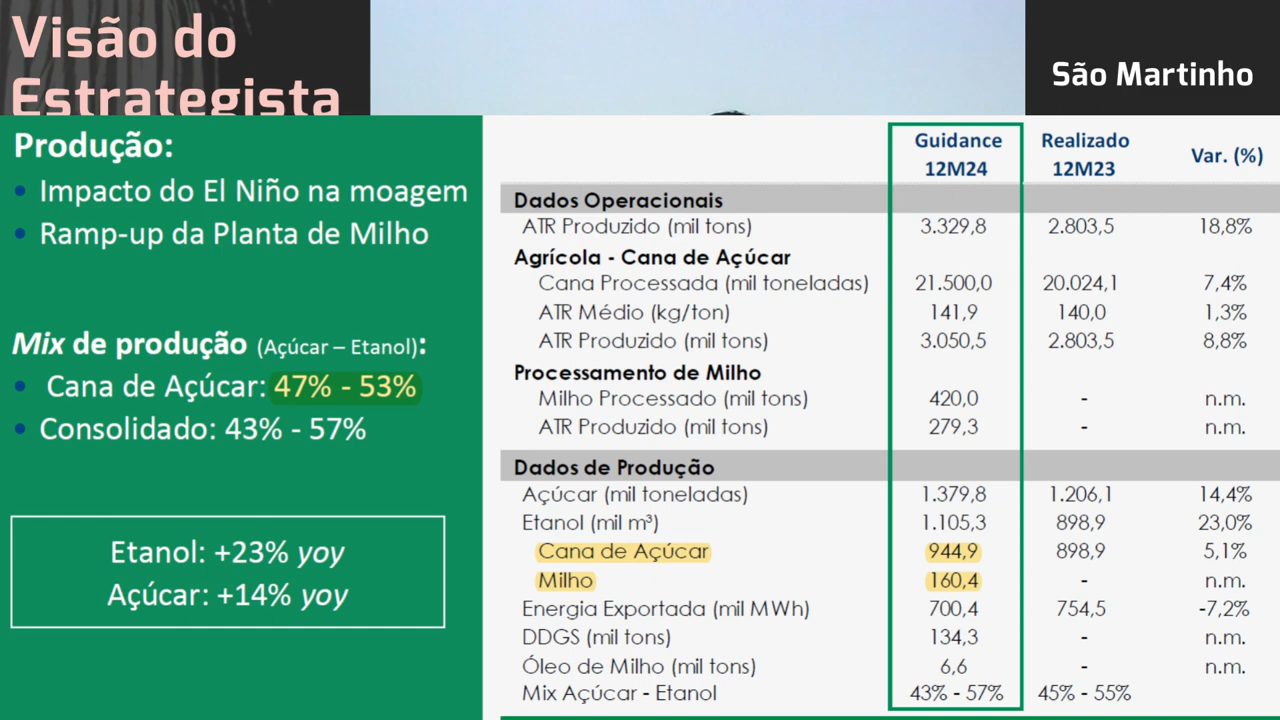 Visão do
Estrategista
São Martinho
Produção:
• Impacto do El Niño na moagem
• Ramp-up da Planta de Milho
Mix de produção (Açúcar – Etanol):
• Cana de Açúcar: 47% - 53%
• Consolidado: 43% - 57%
Etanol: +23% yoy
Açúcar: +14% yoy
Guidance 12M24 Realizado 12M23 Var. (%)
Dados Operacionais
ATR Produzido (mil tons) 3.329,8 2.803,5 18,8%
Agrícola - Cana de Açúcar
Cana Processada (mil toneladas) 21.500,0 20.024,1 7,4%
ATR Médio (kg/ton) 141,9 140,0 1,3%
ATR Produzido (mil tons) 3.050,5 2.803,5 8,8%
Processamento de Milho
Milho Processado (mil tons) 420,0 - n.m.
ATR Produzido (mil tons) 279,3 - n.m.
Dados de Produção
Açúcar (mil toneladas) 1.379,8 1.206,1 14,4%
Etanol (mil m³) 1.105,3 898,9 23,0%
Cana de Açúcar 944,9 898,9 5,1%
Milho 160,4 - n.m.
Energia Exportada (mil MWh) 700,4 754,5 -7,2%
DDGS (mil tons) 134,3 - n.m.
Óleo de Milho (mil tons) 6,6 - n.m.
Mix Açúcar - Etanol 43% - 57% 45% - 55%